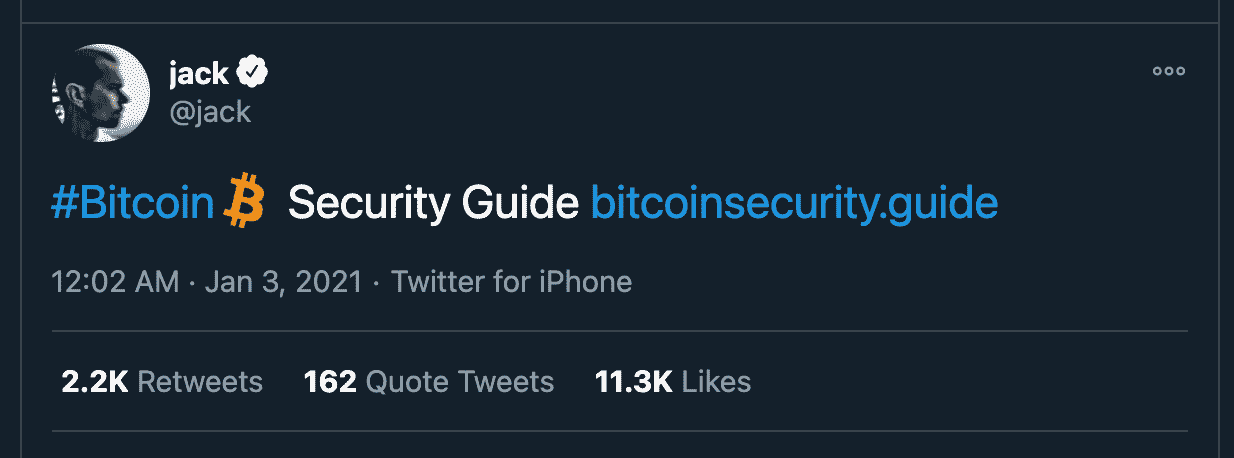 jack
@jack
#Bitcoin Security Guide bitcoinsecurity.guide
12:02 AM · Jan 3, 2021 · Twitter for iPhone
2.2K Retweets 162 Quote Tweets 11.3K Likes